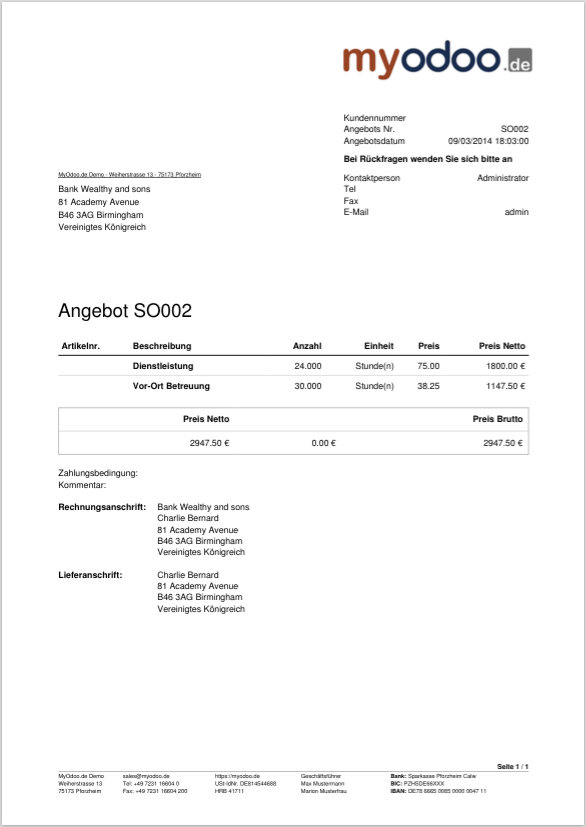 myodoo.de
Kundennummer
Angebots Nr. SO002
Angebotsdatum 09/03/2014 18:03:00
Bei Rückfragen wenden Sie sich bitte an
MyOdoo.de Demo - Weiherstrasse 13 - 75173 Pforzheim
Kontaktperson Administrator
Bank Wealthy and sons
Tel
81 Academy Avenue
Fax
B46 3AG Birmingham
E-Mail admin
Vereinigtes Königreich
Angebot SO002
Artikelnr. Beschreibung Anzahl Einheit Preis Preis Netto
Dienstleistung 24.000 Stunde(n) 75.00 1800.00 €
Vor-Ort Betreuung 30.000 Stunde(n) 38.25 1147.50 €
Preis Netto Preis Brutto
2947.50 € 0.00 € 2947.50 €
Zahlungsbedingung:
Kommentar:
Rechnungsanschrift: Bank Wealthy and sons
Charlie Bernard
81 Academy Avenue
B46 3AG Birmingham
Vereinigtes Königreich
Lieferanschrift: Charlie Bernard
81 Academy Avenue
B46 3AG Birmingham
Vereinigtes Königreich
Seite 1 / 1
MyOdoo.de Demo sales@myodoo.de https://myodoo.de Geschäftsführer Bank: Sparkasse Pforzheim Calw
Weiherstrasse 13 Tel: +49 7231 16604 0 USt-IdNr. DE814544688 Max Mustermann BIC: PZHSDE66XXX
75173 Pforzheim Fax: +49 7231 16604 200 HRB 41711 Marion Musterfrau IBAN: DE78 6665 0085 0000 0047 11